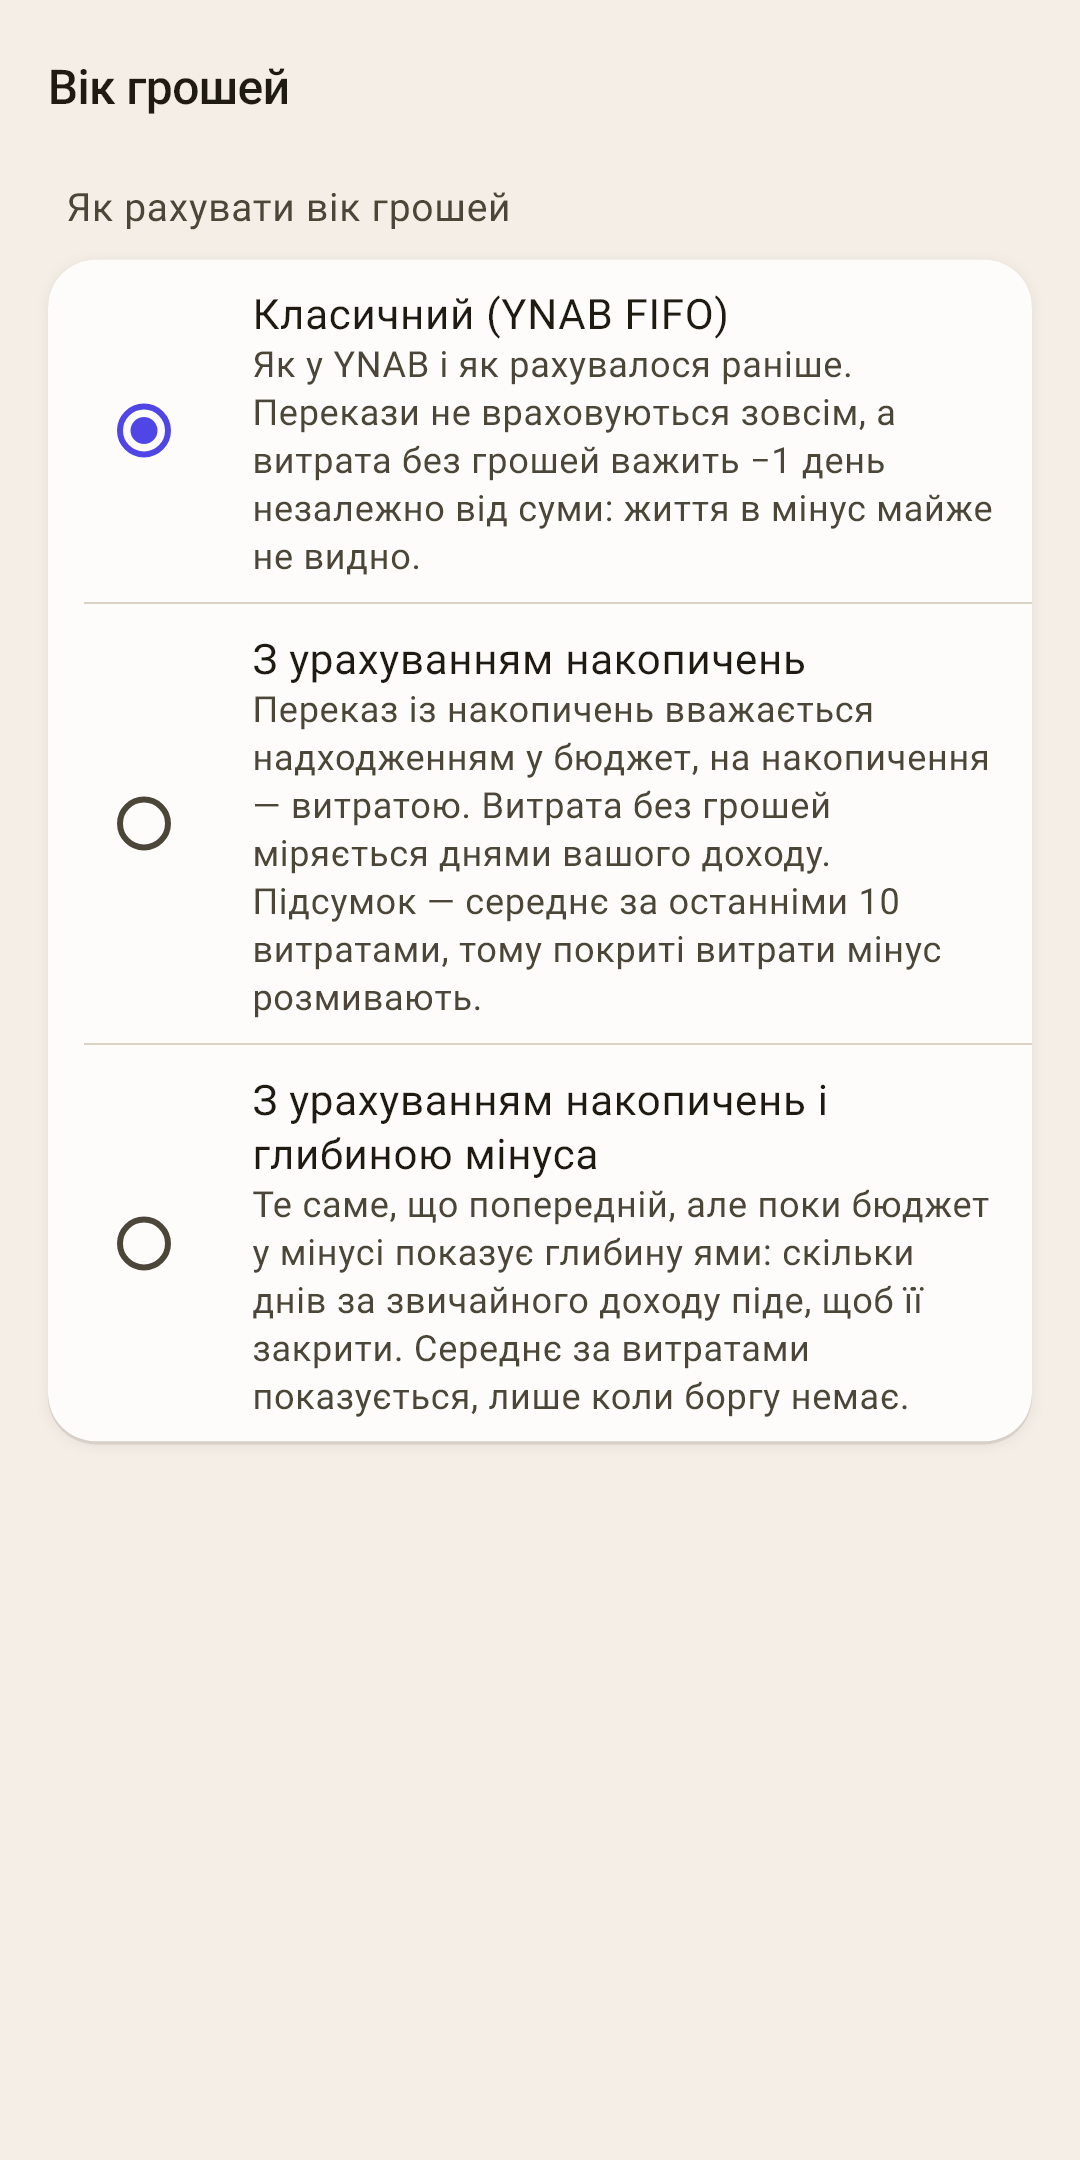 Вік грошей
Як рахувати вік грошей
Класичний (YNAB FIFO)
Як у YNAB і як рахувалося раніше.
Перекази не враховуються зовсім, а
витрата без грошей важить −1 день
незалежно від суми: життя в мінус майже
не видно.
З урахуванням накопичень
Переказ із накопичень вважається
надходженням у бюджет, на накопичення
— витратою. Витрата без грошей
міряється днями вашого доходу.
Підсумок — середнє за останніми 10
витратами, тому покриті витрати мінус
розмивають.
З урахуванням накопичень і
глибиною мінуса
Те саме, що попередній, але поки бюджет
у мінусі показує глибину ями: скільки
днів за звичайного доходу піде, щоб її
закрити. Середнє за витратами
показується, лише коли боргу немає.